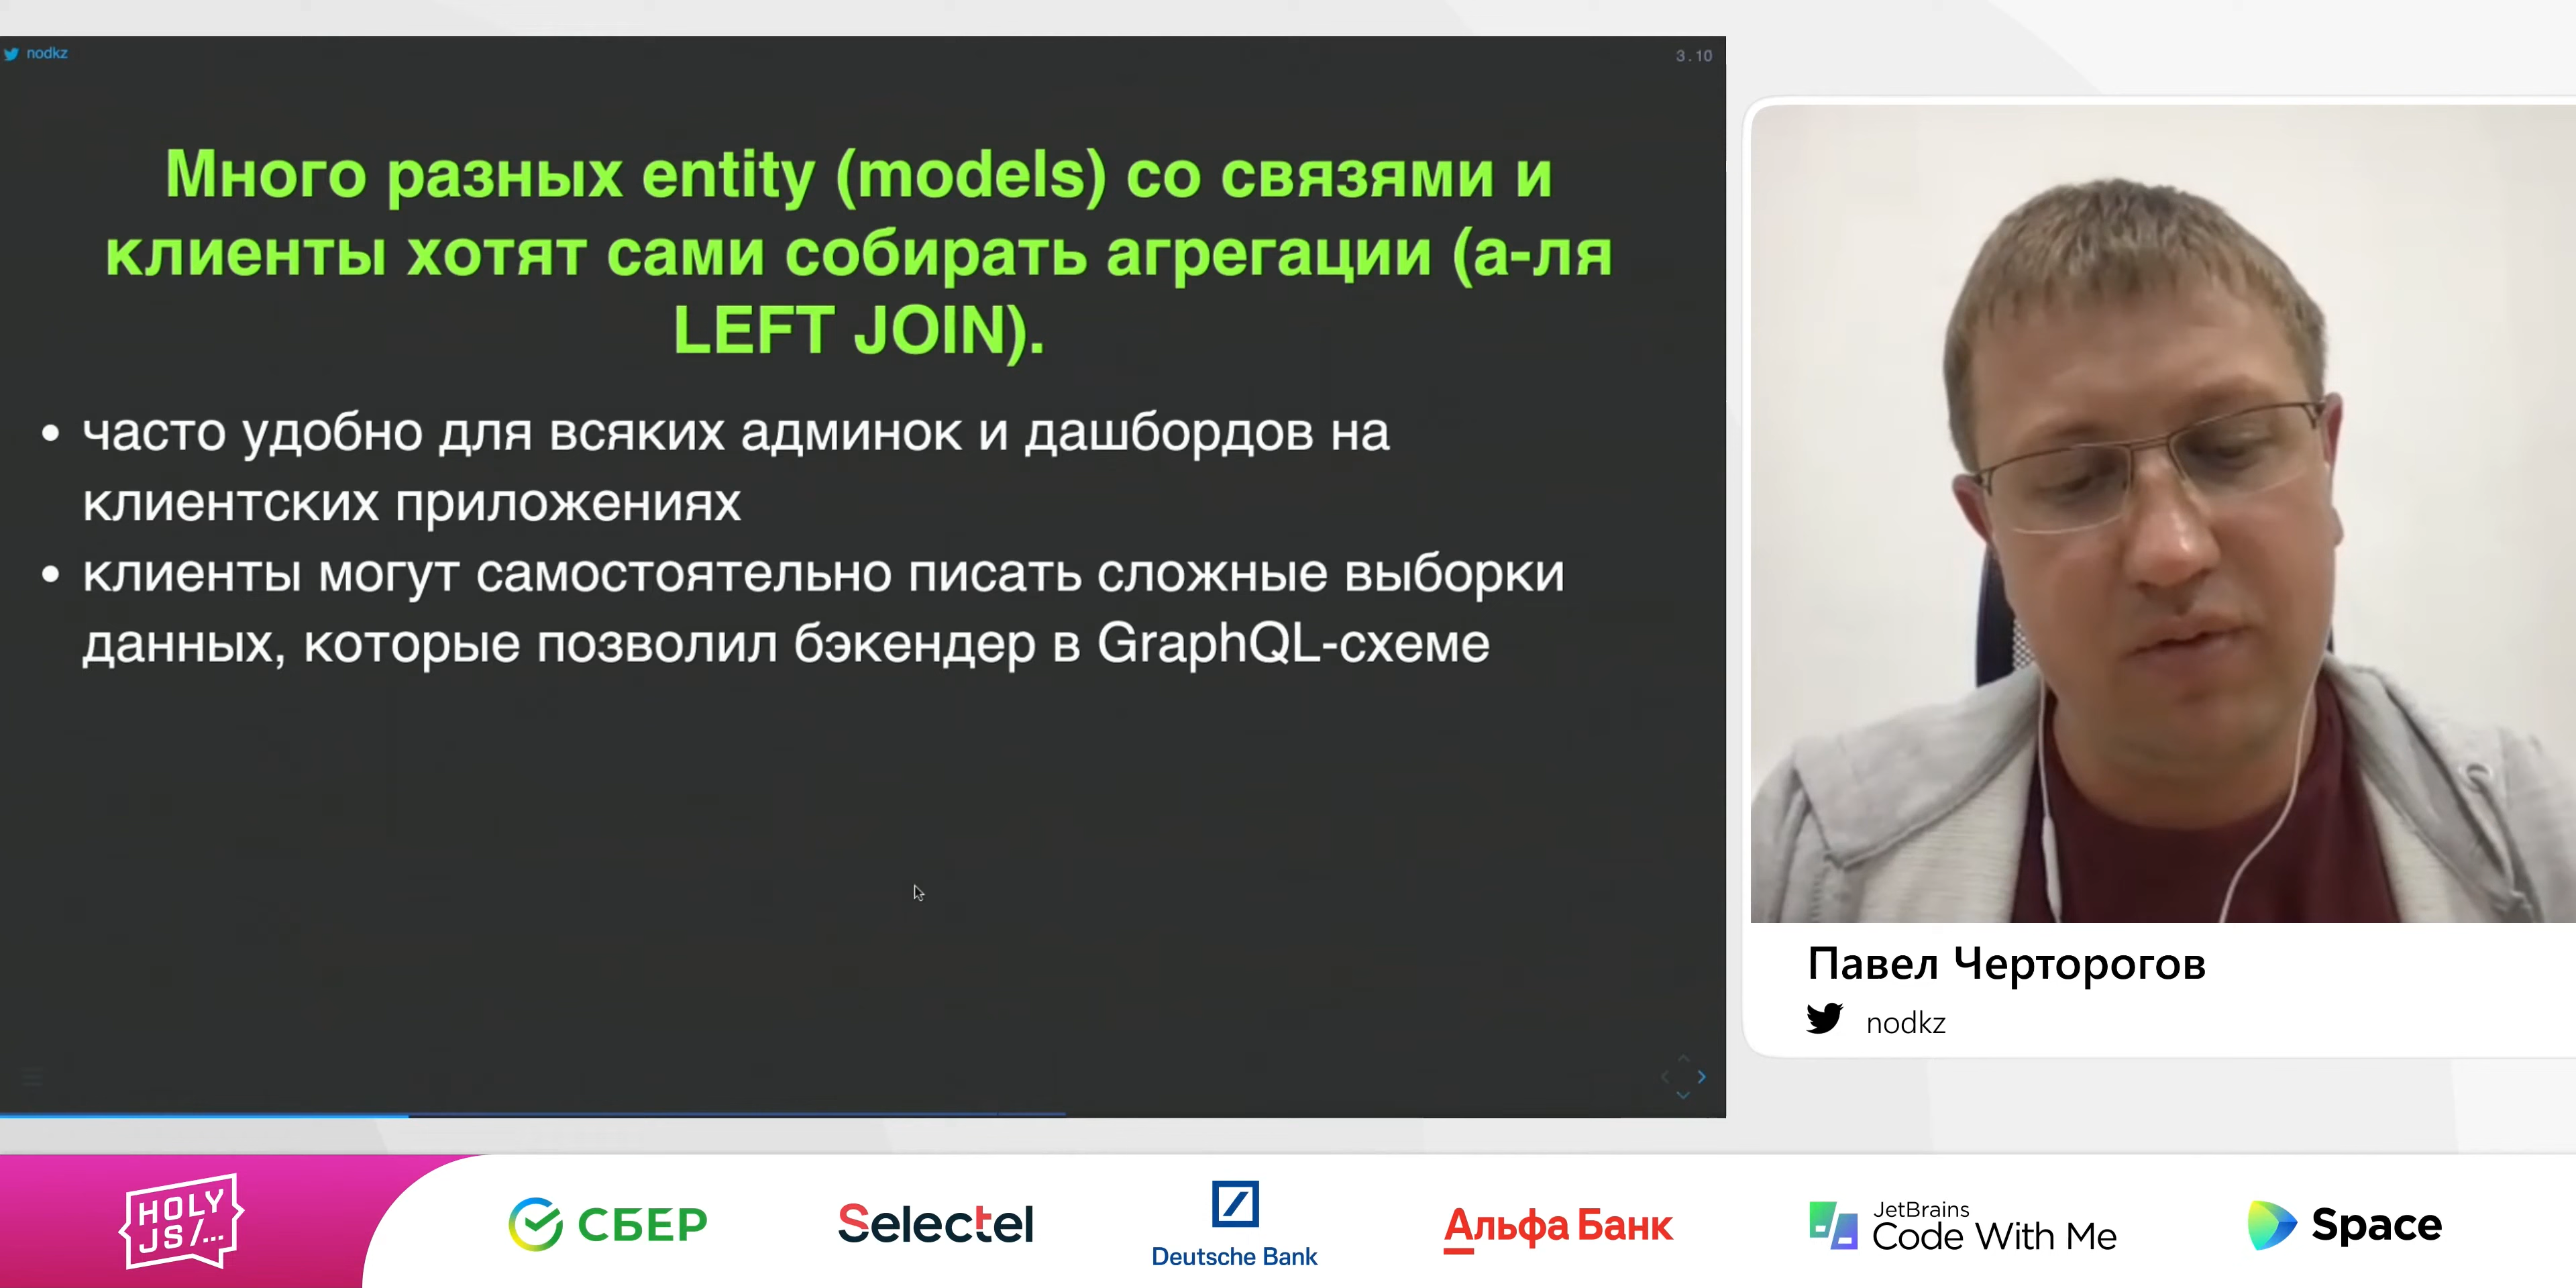 nodkz
3.10
Много разных entity (models) со связями и
клиенты хотят сами собирать агрегации (а-ля
LEFT JOIN).
• часто удобно для всяких админок и дашбордов на
клиентских приложениях
• клиенты могут самостоятельно писать сложные выборки
данных, которые позволил бэкендер в GraphQL-схеме
Павел Черторогов
nodkz
HOLY
JS/...
СБЕР
Selectel
Deutsche Bank
Альфа Банк
JetBrains
Code With Me
Space